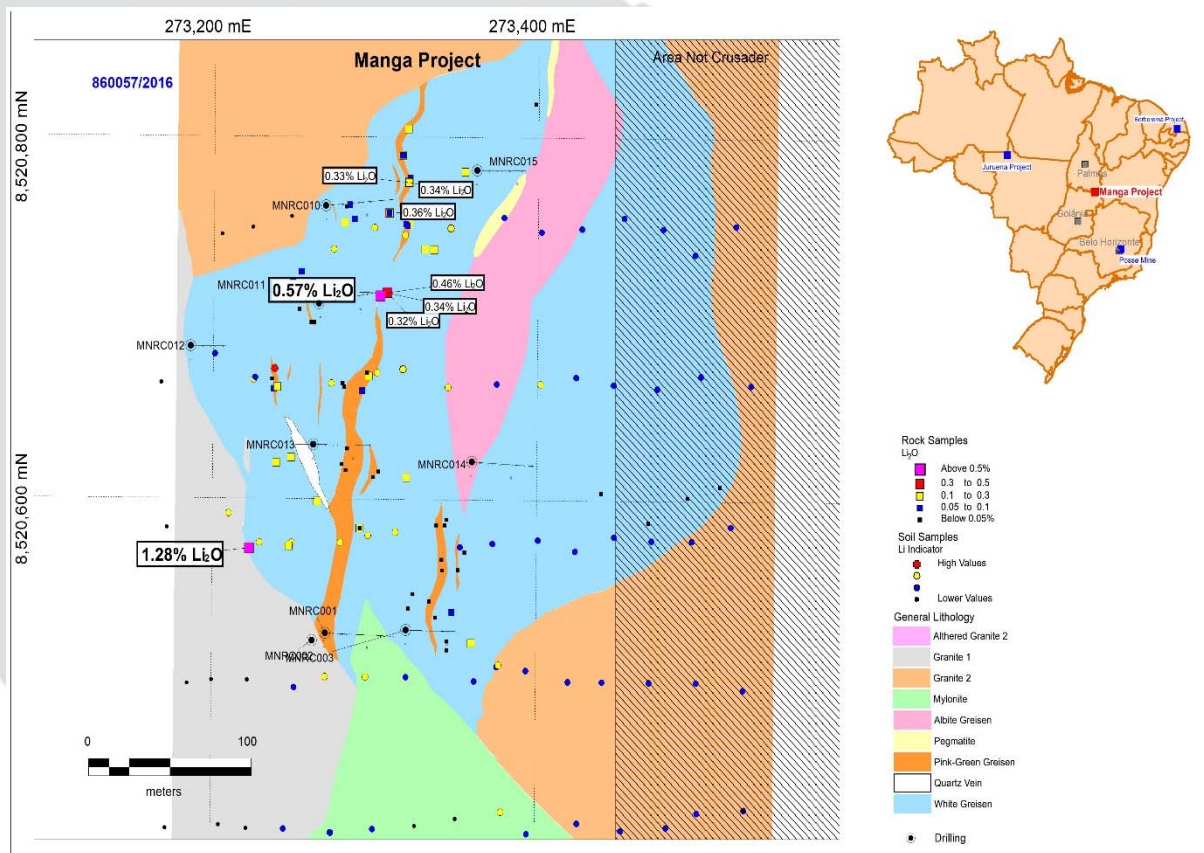 273,200 mE
273,400 mE
Manga Project
Area Not Crusader
860057/2016
8,520,800 mN
8,520,600 mN
MNRC015
0.33% Li₂O
0.34% Li₂O
MNRC010
0.36% Li₂O
MNRC011
0.57% Li₂O
0.46% Li₂O
0.34% Li₂O
0.32% Li₂O
MNRC012
MNRC013
MNRC014
1.28% Li₂O
MNRC001
MNRC002
MNRC003
0
100
meters
Borborema Project
Juruena Project
Palmas
Manga Project
Goiânia
Belo Horizonte
Posse Mine
Rock Samples
Li₂O
Above 0.5%
0.3 to 0.5
0.1 to 0.3
0.05 to 0.1
Below 0.05%
Soil Samples
Li Indicator
High Values
Lower Values
General Lithology
Althered Granite 2
Granite 1
Granite 2
Mylonite
Albite Greisen
Pegmatite
Pink-Green Greisen
Quartz Vein
White Greisen
Drilling